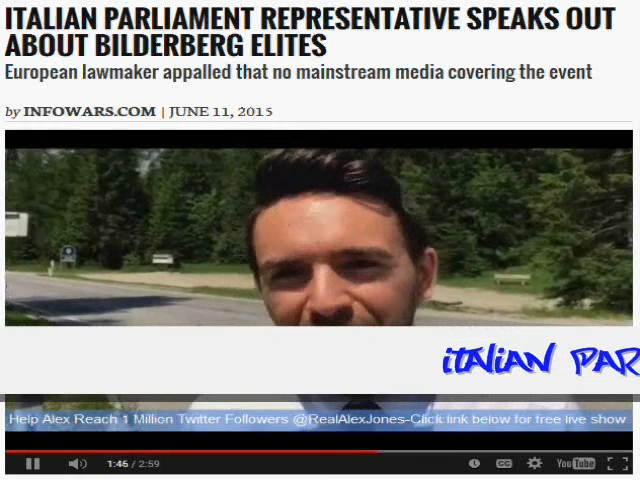 ITALIAN PARLIAMENT REPRESENTATIVE SPEAKS OUT
ABOUT BILDERBERG ELITES
European lawmaker appalled that no mainstream media covering the event
by INFOWARS.COM | JUNE 11, 2015
itALiAN PAR
Help Alex Reach 1 Million Twitter Followers @RealAlexJones-Click link below for free live show
1:46 / 2:59
CC
YouTube